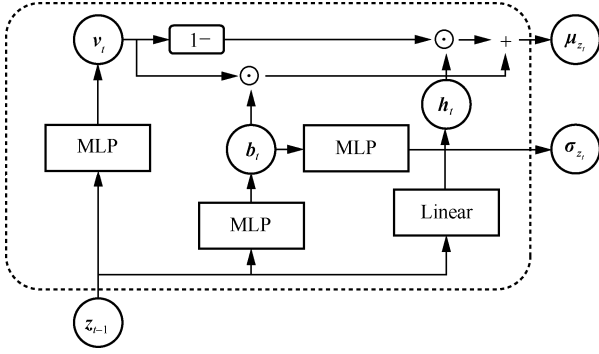 v_t
1−
⊙
+
μ_{z_t}
⊙
h_t
MLP
b_t
MLP
σ_{z_t}
MLP
Linear
z_{t−1}